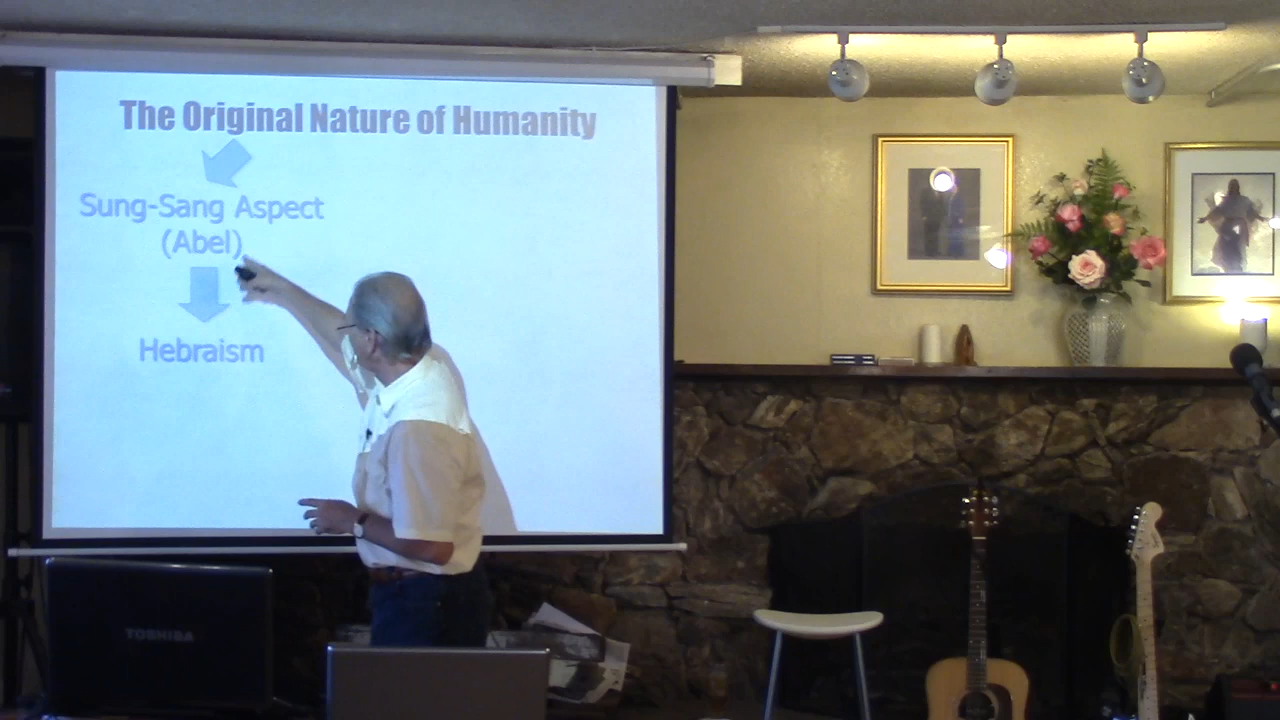 The Original Nature of Humanity
Sung-Sang Aspect
(Abel)
Hebraism
TOSHIBA